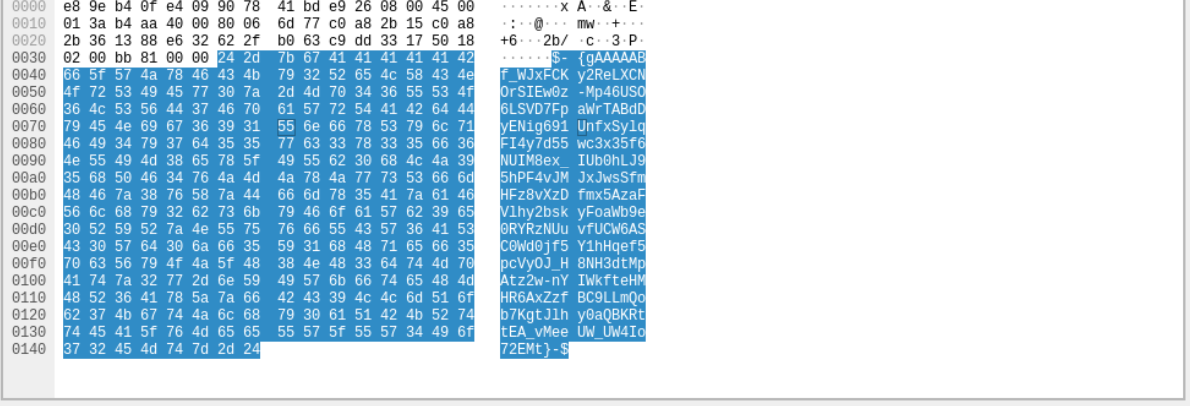 0000 e8 9e b4 0f e4 09 90 78 41 bd e9 26 08 00 45 00 ·······x A··&··E·
0010 01 3a b4 aa 40 00 80 06 6d 77 c0 a8 2b 15 c0 a8 ·:··@··· mw··+···
0020 2b 36 13 88 e6 32 62 2f b0 63 c9 dd 33 17 50 18 +6···2b/ ·c··3·P·
0030 02 00 bb 81 00 00 24 2d 7b 67 41 41 41 41 41 42 ······$- {gAAAAAB
0040 66 5f 57 4a 78 46 43 4b 79 32 52 65 4c 58 43 4e f_WJxFCK y2ReLXCN
0050 4f 72 53 49 45 77 30 7a 2d 4d 70 34 36 55 53 4f OrSIEw0z -Mp46USO
0060 36 4c 53 56 44 37 46 70 61 57 72 54 41 42 64 44 6LSVD7Fp aWrTABdD
0070 79 45 4e 69 67 36 39 31 55 6e 66 78 53 79 6c 71 yENig691 UnfxSylq
0080 46 49 34 79 37 64 35 35 77 63 33 78 33 35 66 36 FI4y7d55 wc3x35f6
0090 4e 55 49 4d 38 65 78 5f 49 55 62 30 68 4c 4a 39 NUIM8ex_ IUb0hLJ9
00a0 35 68 50 46 34 76 4a 4d 4a 78 4a 77 73 53 66 6d 5hPF4vJM JxJwsSfm
00b0 48 46 7a 38 76 58 7a 44 66 6d 78 35 41 7a 61 46 HFz8vXzD fmx5AzaF
00c0 56 6c 68 79 32 62 73 6b 79 46 6f 61 57 62 39 65 Vlhy2bsk yFoaWb9e
00d0 30 52 59 52 7a 4e 55 75 76 66 55 43 57 36 41 53 0RYRzNUu vfUCW6AS
00e0 43 30 57 64 30 6a 66 35 59 31 68 48 71 65 66 35 C0Wd0jf5 Y1hHqef5
00f0 70 63 56 79 4f 4a 5f 48 38 4e 48 33 64 74 4d 70 pcVyOJ_H 8NH3dtMp
0100 41 74 7a 32 77 2d 6e 59 49 57 6b 66 74 65 48 4d Atz2w-nY IWkfteHM
0110 48 52 36 41 78 5a 7a 66 42 43 39 4c 4c 6d 51 6f HR6AxZzf BC9LLmQo
0120 62 37 4b 67 74 4a 6c 68 79 30 61 51 42 4b 52 74 b7KgtJlh y0aQBKRt
0130 74 45 41 5f 76 4d 65 65 55 57 5f 55 57 34 49 6f tEA_vMee UW_UW4Io
0140 37 32 45 4d 74 7d 2d 24 72EMt}-$